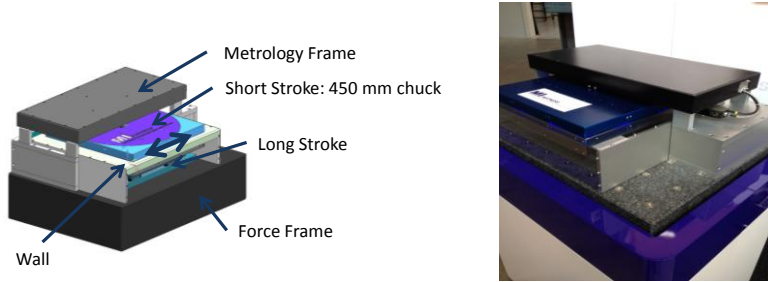 Metrology Frame
Short Stroke: 450 mm chuck
Long Stroke
Force Frame
Wall